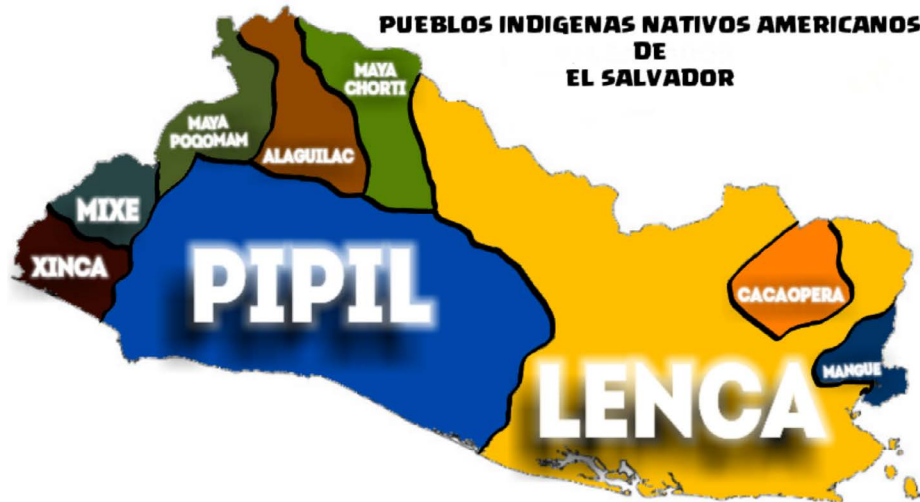 PUEBLOS INDIGENAS NATIVOS AMERICANOS
DE
EL SALVADOR
MAYA
CHORTI
MAYA
POQOMAM
ALAGUILAC
MIXE
XINCA
PIPIL
CACAOPERA
MANGUE
LENCA